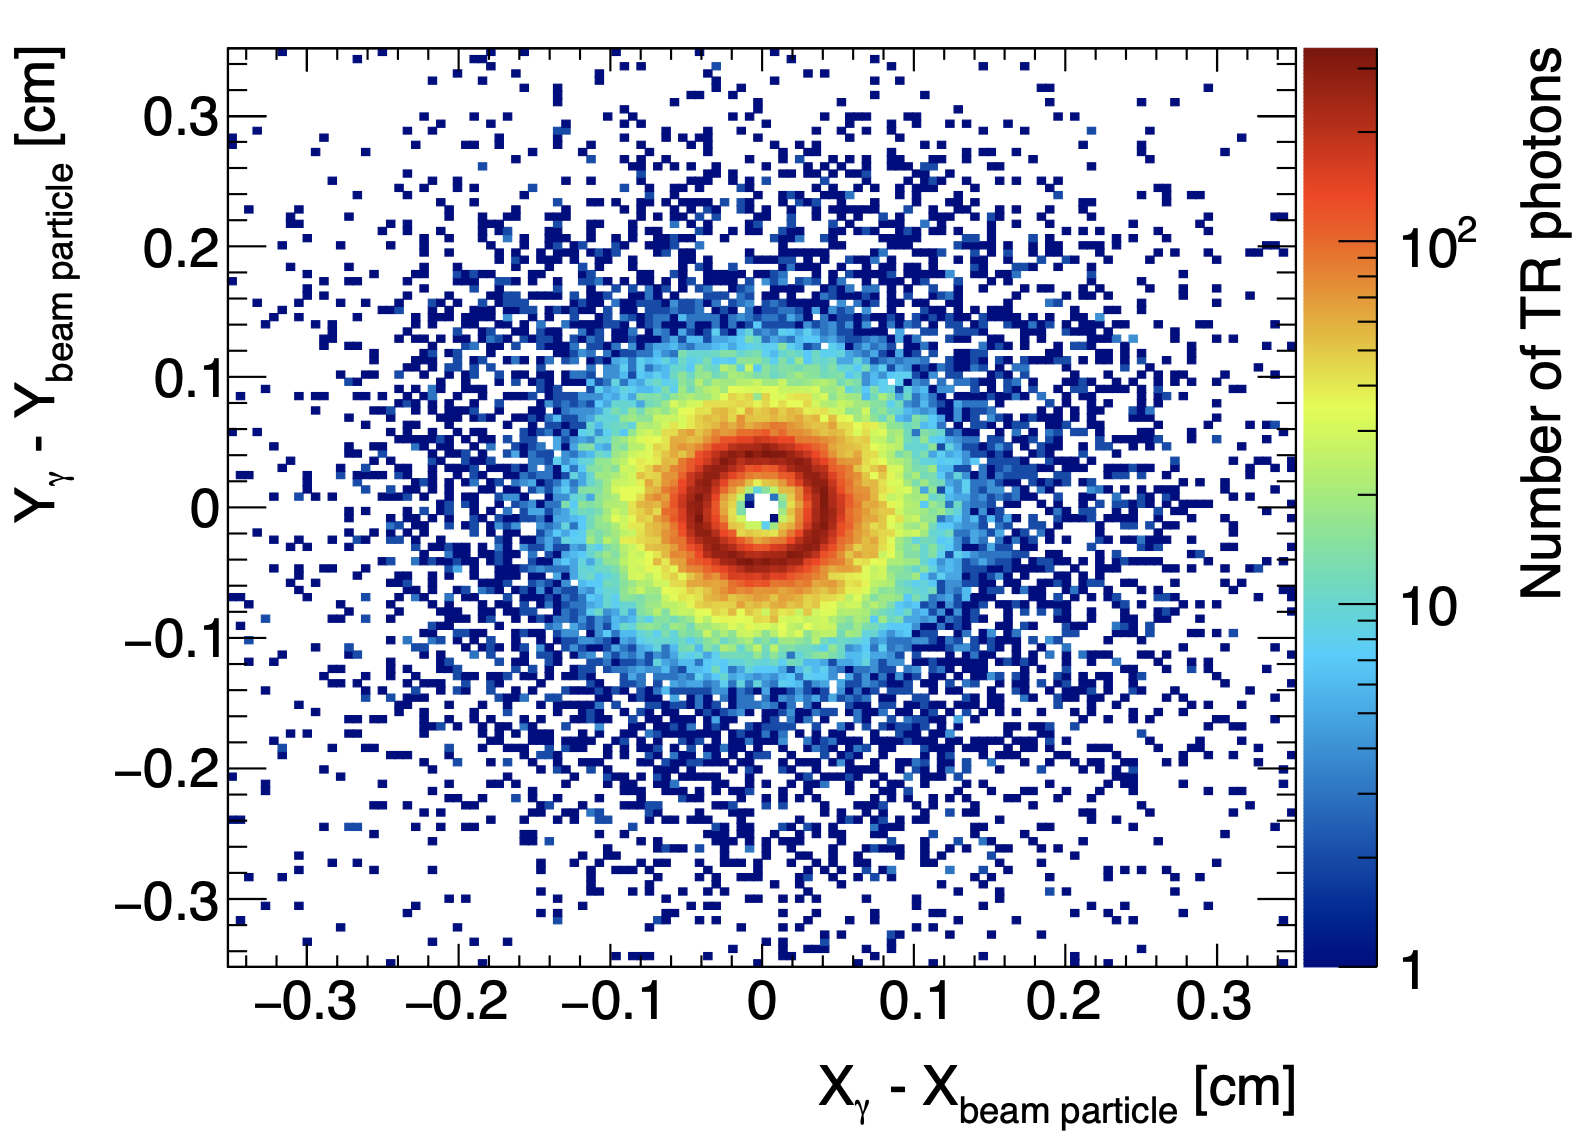 Yγ - Ybeam particle [cm]
0.3
0.2
0.1
0
−0.1
−0.2
−0.3
−0.3 −0.2 −0.1 0 0.1 0.2 0.3
Xγ - Xbeam particle [cm]
10²
10
1
Number of TR photons